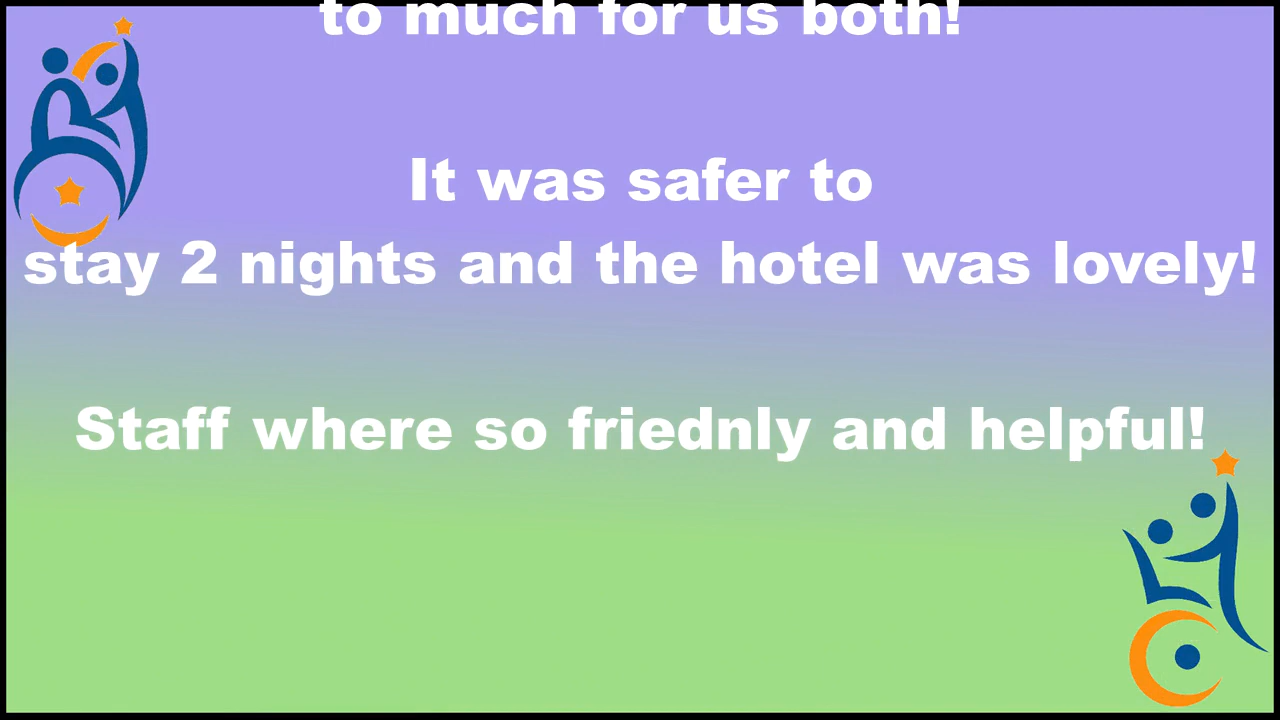 to much for us both!
It was safer to
stay 2 nights and the hotel was lovely!
Staff where so friednly and helpful!